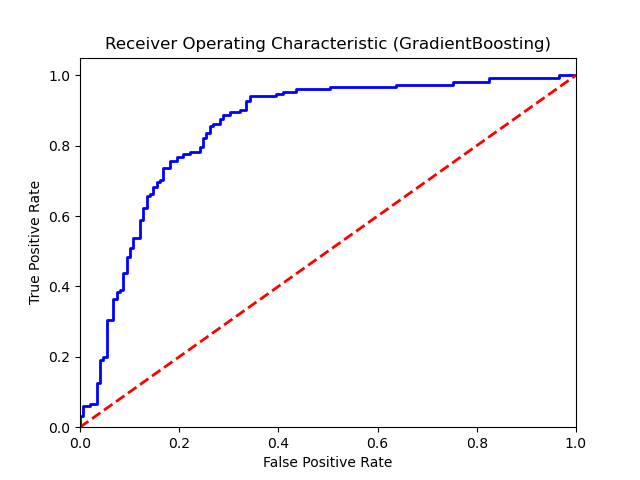 Receiver Operating Characteristic (GradientBoosting)
1.0
0.8
0.6
0.4
0.2
0.0
True Positive Rate
0.0 0.2 0.4 0.6 0.8 1.0
False Positive Rate